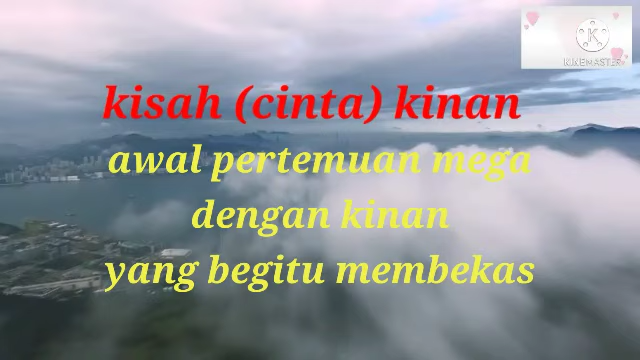 K
KINEMASTER
kisah (cinta) kinan
awal pertemuan mega
dengan kinan
yang begitu membekas